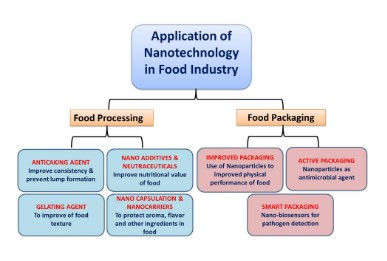 Application of
Nanotechnology
in Food Industry
Food Processing
Food Packaging
ANTICAKING AGENT
Improve consistency &
prevent lump formation
NANO ADDITIVES &
NEUTRACEUTICALS
Improve nutritional value
of food
IMPROVED PACKAGING
Use of Nanoparticles to
improved physical
performance of food
ACTIVE PACKAGING
Nanoparticles as
antimicrobial agent
GELATING AGENT
To improve of food
texture
NANO CAPSULATION &
NANOCARRIERS
To protect aroma, flavor
and other ingredients in
food
SMART PACKAGING
Nano-biosensors for
pathogen detection